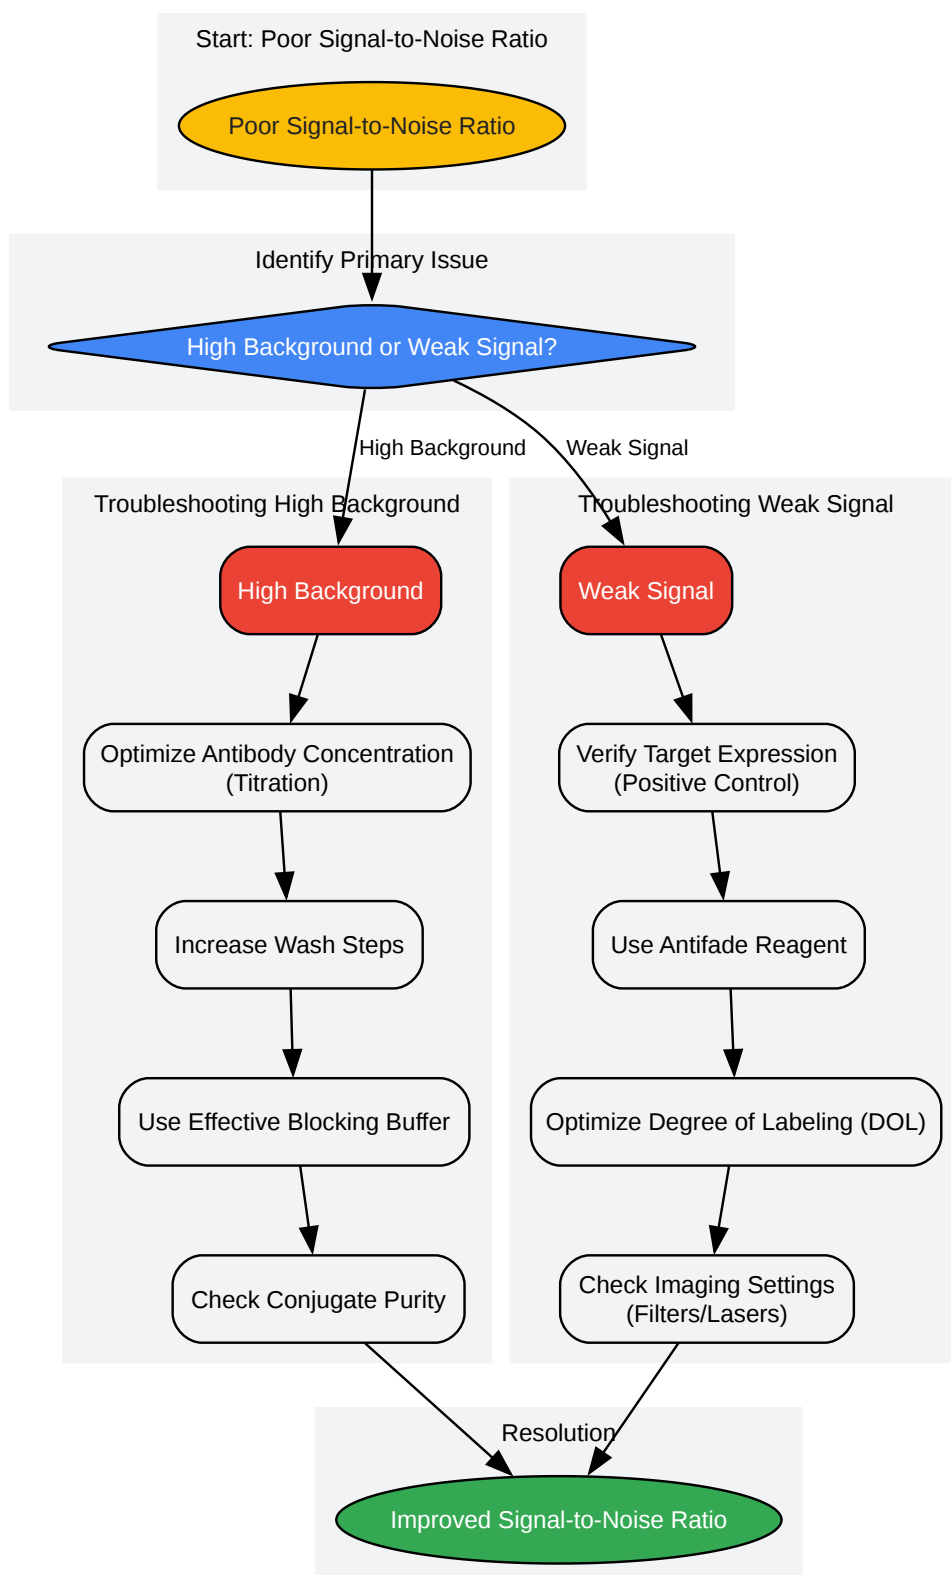 Start: Poor Signal-to-Noise Ratio
Poor Signal-to-Noise Ratio
Identify Primary Issue
High Background or Weak Signal?
High Background
Weak Signal
Troubleshooting High Background
High Background
Optimize Antibody Concentration
(Titration)
Increase Wash Steps
Use Effective Blocking Buffer
Check Conjugate Purity
Troubleshooting Weak Signal
Weak Signal
Verify Target Expression
(Positive Control)
Use Antifade Reagent
Optimize Degree of Labeling (DOL)
Check Imaging Settings
(Filters/Lasers)
Resolution
Improved Signal-to-Noise Ratio